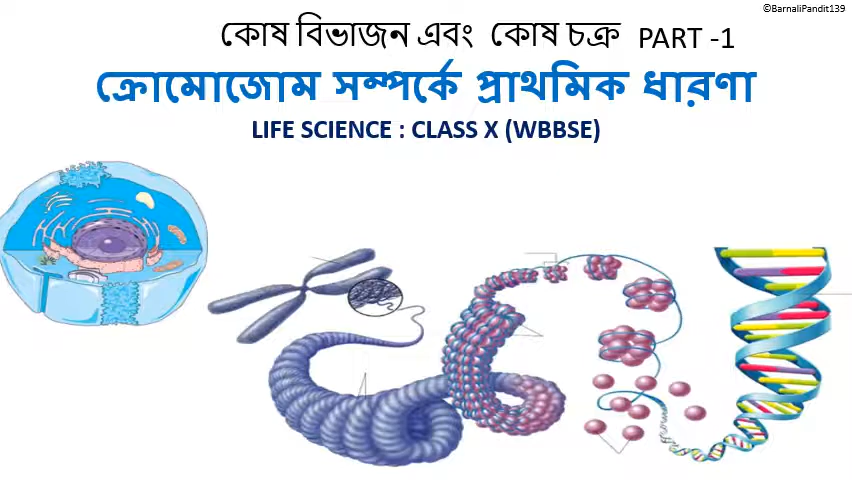 ©BarnaliPandit139
কোষ বিভাজন এবং কোষ চক্র PART -1
ক্রোমোজোম সম্পর্কে প্রাথমিক ধারণা
LIFE SCIENCE : CLASS X (WBBSE)